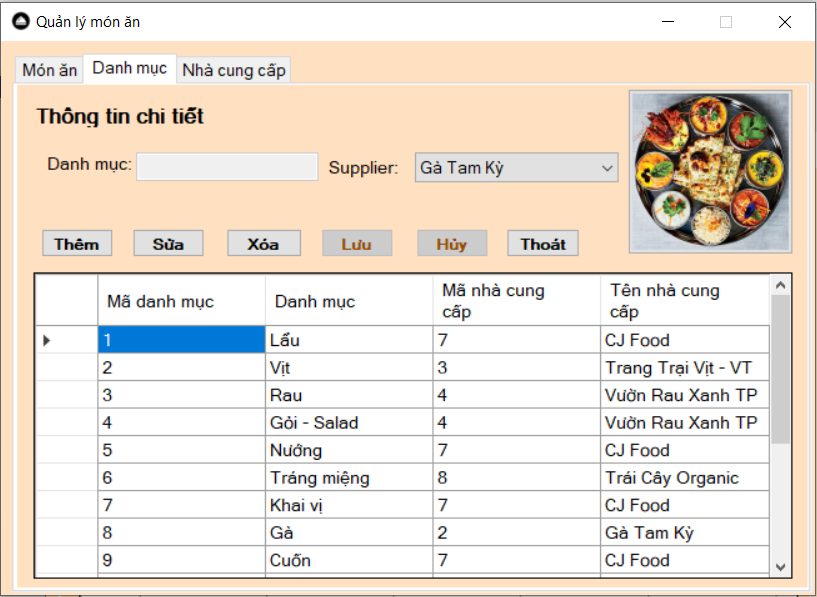 Quản lý món ăn
Món ăn Danh mục Nhà cung cấp
Thông tin chi tiết
Danh mục: Supplier: Gà Tam Kỳ
Thêm Sửa Xóa Lưu Hủy Thoát
Mã danh mục Danh mục Mã nhà cung cấp Tên nhà cung cấp
1 Lẩu 7 CJ Food
2 Vịt 3 Trang Trại Vịt - VT
3 Rau 4 Vườn Rau Xanh TP
4 Gỏi - Salad 4 Vườn Rau Xanh TP
5 Nướng 7 CJ Food
6 Tráng miệng 8 Trái Cây Organic
7 Khai vị 7 CJ Food
8 Gà 2 Gà Tam Kỳ
9 Cuốn 7 CJ Food